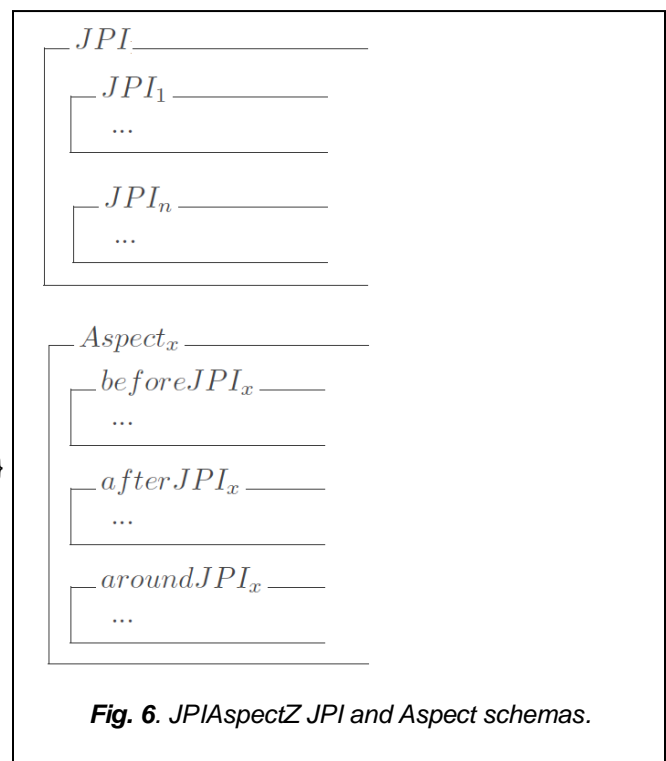 JPI
JPI₁
...
JPIₙ
...
Aspectₓ
beforeJPIₓ
...
afterJPIₓ
...
aroundJPIₓ
...
Fig. 6. JPIAspectZ JPI and Aspect schemas.